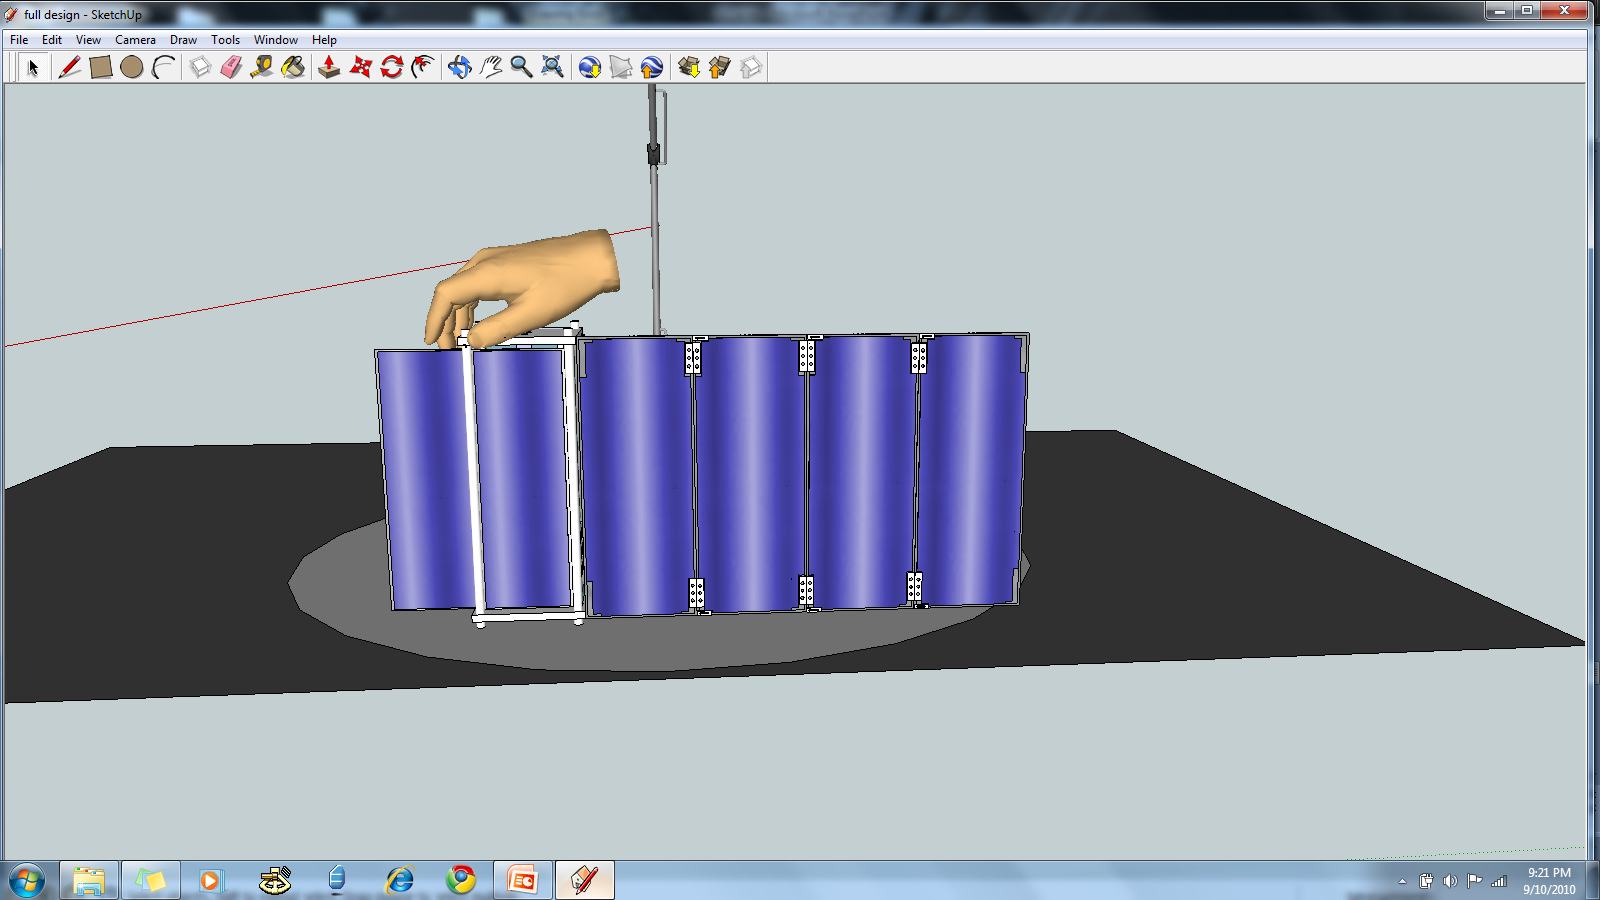 full design - SketchUp
File Edit View Camera Draw Tools Window Help
9:21 PM
9/10/2010